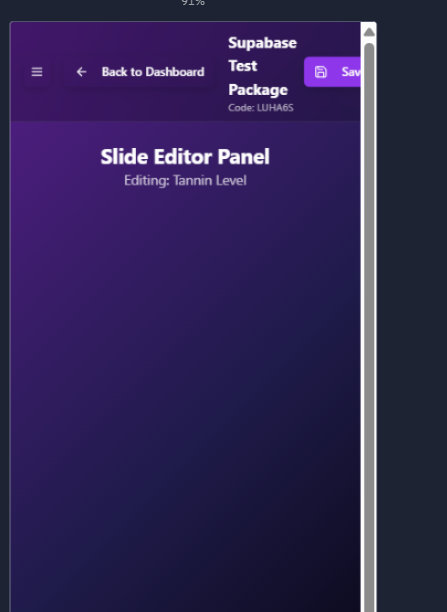 91%
Back to Dashboard
Supabase
Test
Package
Code: LUHA6S
Sav
Slide Editor Panel
Editing: Tannin Level